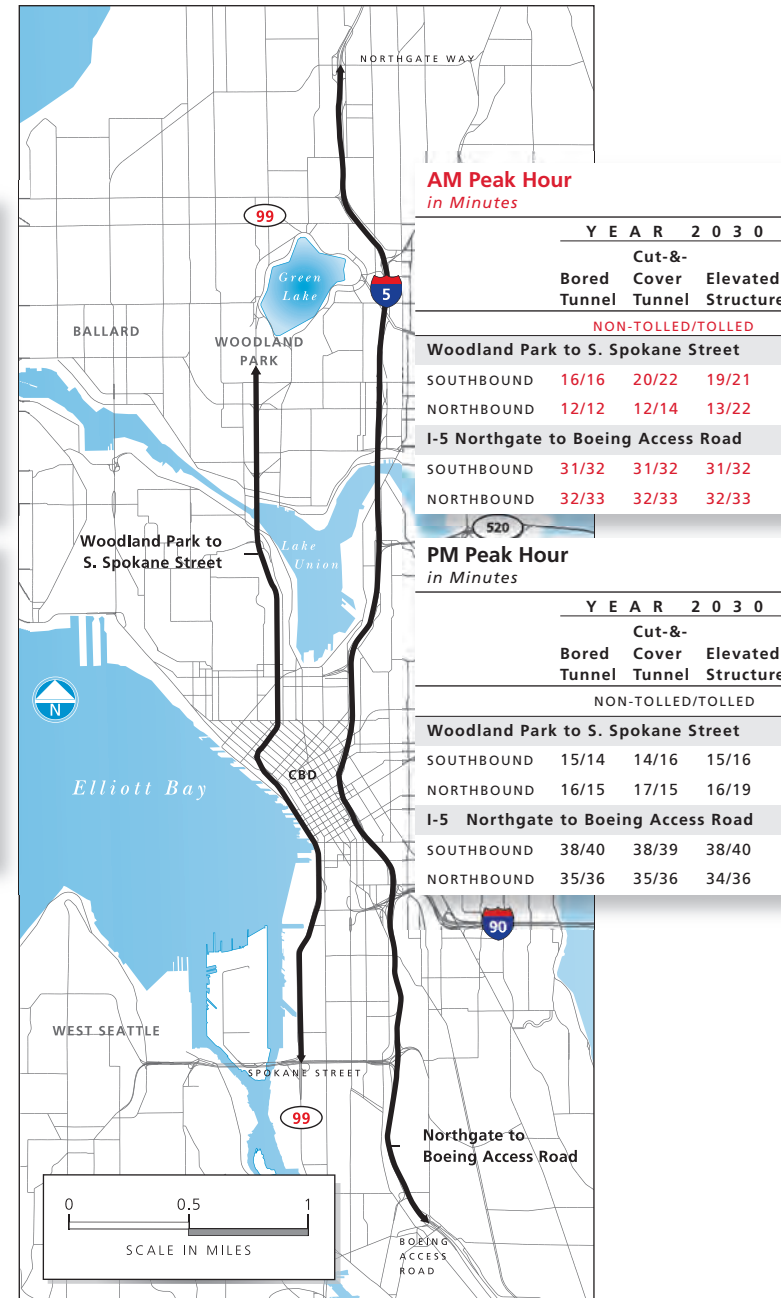 NORTHGATE WAY
99
Green
Lake
5
BALLARD
WOODLAND
PARK
Woodland Park to
S. Spokane Street
Lake
Union
520
N
Elliott Bay
CBD
90
WEST SEATTLE
SPOKANE STREET
99
Northgate to
Boeing Access Road
0 0.5 1
SCALE IN MILES
BOEING
ACCESS
ROAD
AM Peak Hour
in Minutes
YEAR 2030
Cut-&-
Bored Cover Elevated
Tunnel Tunnel Structure
NON-TOLLED/TOLLED
Woodland Park to S. Spokane Street
SOUTHBOUND 16/16 20/22 19/21
NORTHBOUND 12/12 12/14 13/22
I-5 Northgate to Boeing Access Road
SOUTHBOUND 31/32 31/32 31/32
NORTHBOUND 32/33 32/33 32/33
PM Peak Hour
in Minutes
YEAR 2030
Cut-&-
Bored Cover Elevated
Tunnel Tunnel Structure
NON-TOLLED/TOLLED
Woodland Park to S. Spokane Street
SOUTHBOUND 15/14 14/16 15/16
NORTHBOUND 16/15 17/15 16/19
I-5 Northgate to Boeing Access Road
SOUTHBOUND 38/40 38/39 38/40
NORTHBOUND 35/36 35/36 34/36